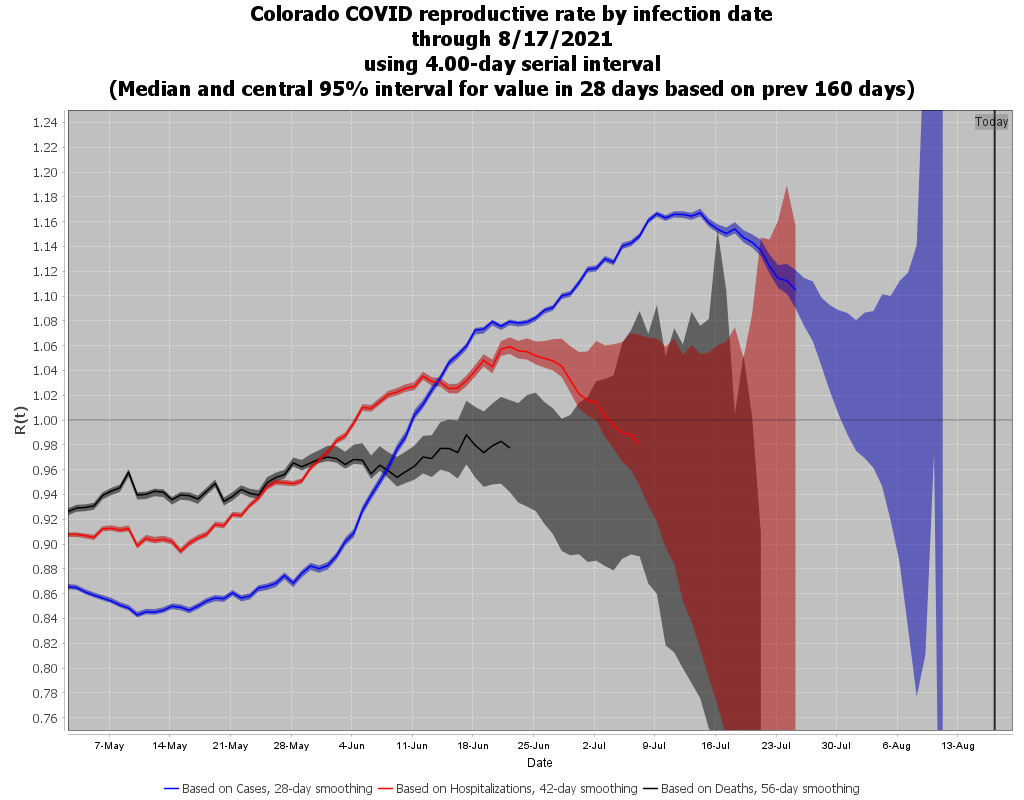 Colorado COVID reproductive rate by infection date
through 8/17/2021
using 4.00-day serial interval
(Median and central 95% interval for value in 28 days based on prev 160 days)
Today
1.24
1.22
1.20
1.18
1.16
1.14
1.12
1.10
1.08
1.06
1.04
1.02
1.00
0.98
0.96
0.94
0.92
0.90
0.88
0.86
0.84
0.82
0.80
0.78
0.76
R(t)
7-May 14-May 21-May 28-May 4-Jun 11-Jun 18-Jun 25-Jun 2-Jul 9-Jul 16-Jul 23-Jul 30-Jul 6-Aug 13-Aug
Date
Based on Cases, 28-day smoothing Based on Hospitalizations, 42-day smoothing Based on Deaths, 56-day smoothing